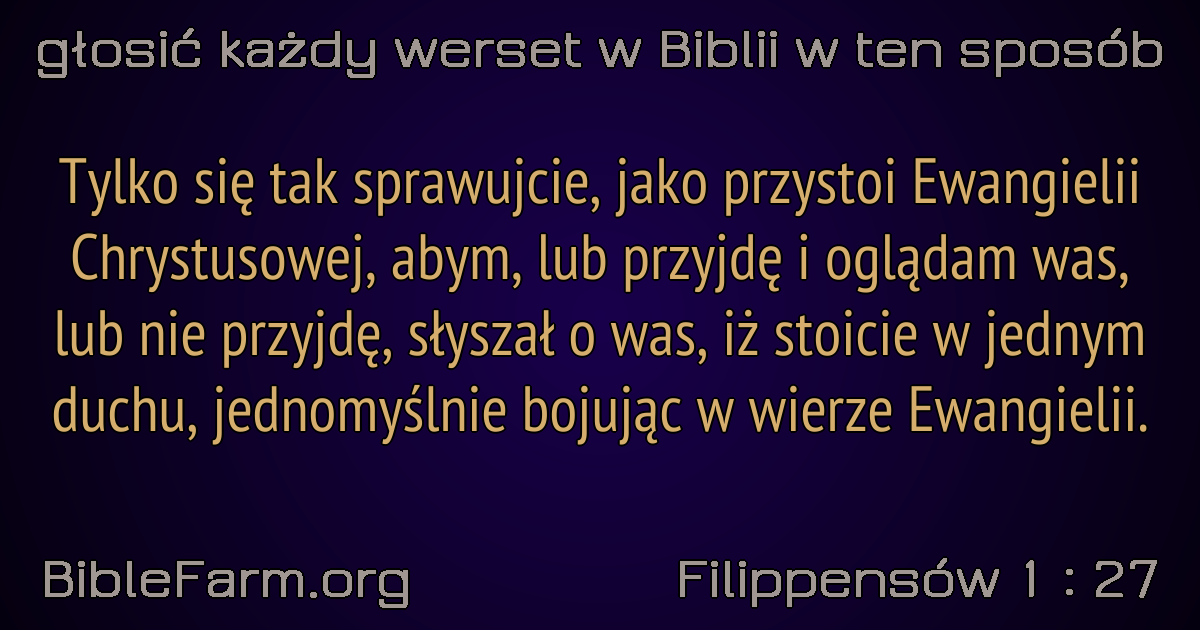 głosić każdy werset w Biblii w ten sposób
Tylko się tak sprawujcie, jako przystoi Ewangielii
Chrystusowej, abym, lub przyjdę i oglądam was,
lub nie przyjdę, słyszał o was, iż stoicie w jednym
duchu, jednomyślnie bojując w wierze Ewangielii.
BibleFarm.org
Filippensów 1 : 27